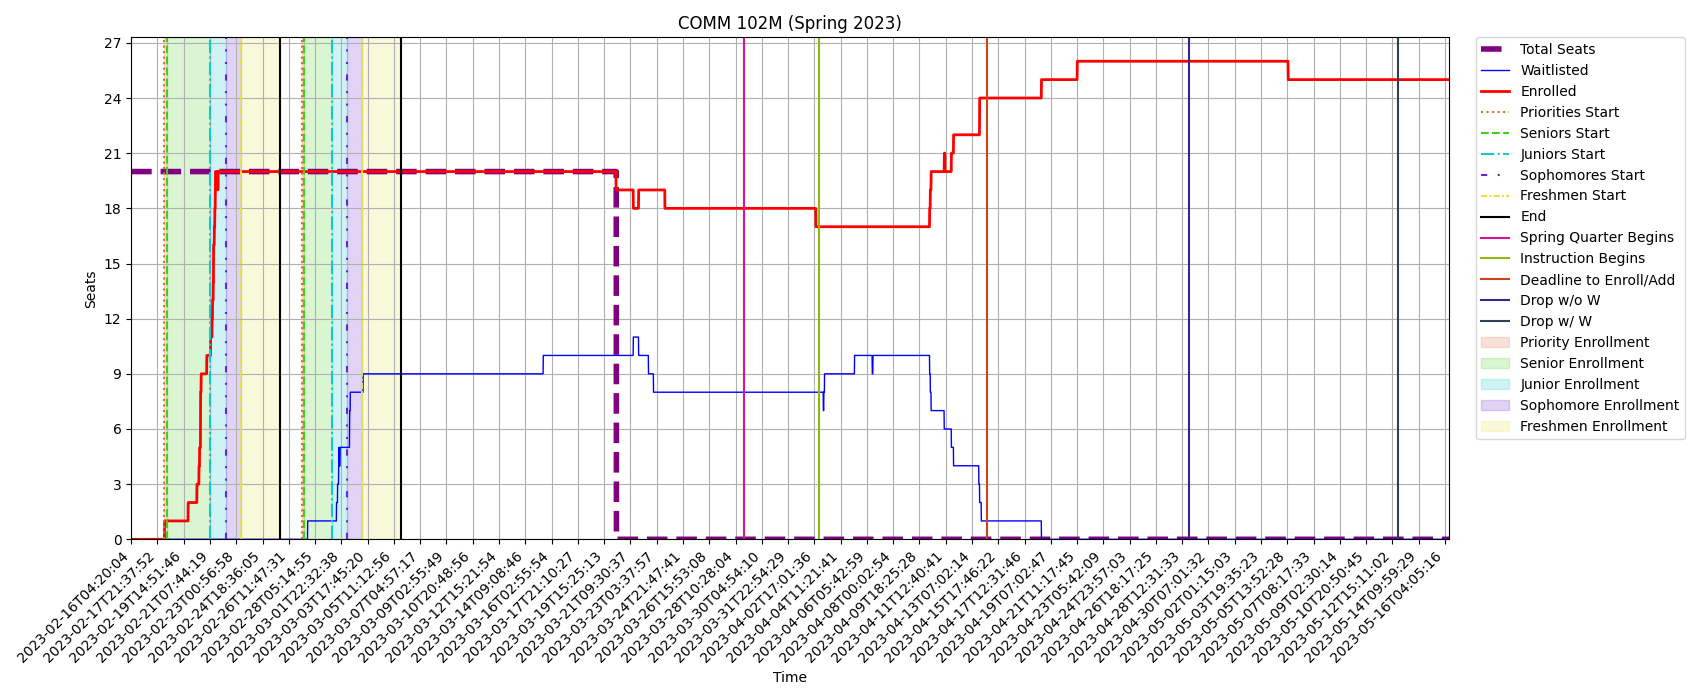 COMM 102M (Spring 2023)
27
24
21
18
15
12
9
6
3
0
Seats
2023-02-16T04:20:04
2023-02-17T21:37:52
2023-02-19T14:51:46
2023-02-21T07:44:19
2023-02-23T00:56:58
2023-02-24T18:36:05
2023-02-26T11:47:31
2023-02-28T05:14:55
2023-03-01T22:32:38
2023-03-03T17:45:20
2023-03-05T11:12:56
2023-03-07T04:57:17
2023-03-09T02:55:49
2023-03-10T20:48:56
2023-03-12T15:21:54
2023-03-14T09:08:46
2023-03-16T02:55:54
2023-03-17T21:10:27
2023-03-19T15:25:13
2023-03-21T09:30:37
2023-03-23T03:37:57
2023-03-24T21:47:41
2023-03-26T15:53:08
2023-03-28T10:28:04
2023-03-30T04:54:10
2023-03-31T22:54:29
2023-04-02T17:01:36
2023-04-04T11:21:41
2023-04-06T05:42:59
2023-04-08T00:02:54
2023-04-09T18:25:28
2023-04-11T12:40:41
2023-04-13T07:02:14
2023-04-15T17:46:22
2023-04-17T12:31:46
2023-04-19T07:02:47
2023-04-21T11:17:45
2023-04-23T05:42:09
2023-04-24T23:57:03
2023-04-26T18:17:25
2023-04-28T12:31:33
2023-04-30T07:01:32
2023-05-02T01:15:03
2023-05-03T19:35:23
2023-05-05T13:52:28
2023-05-07T08:17:33
2023-05-09T02:30:14
2023-05-10T20:50:45
2023-05-12T15:11:02
2023-05-14T09:59:29
2023-05-16T04:05:16
Time
Total Seats
Waitlisted
Enrolled
Priorities Start
Seniors Start
Juniors Start
Sophomores Start
Freshmen Start
End
Spring Quarter Begins
Instruction Begins
Deadline to Enroll/Add
Drop w/o W
Drop w/ W
Priority Enrollment
Senior Enrollment
Junior Enrollment
Sophomore Enrollment
Freshmen Enrollment